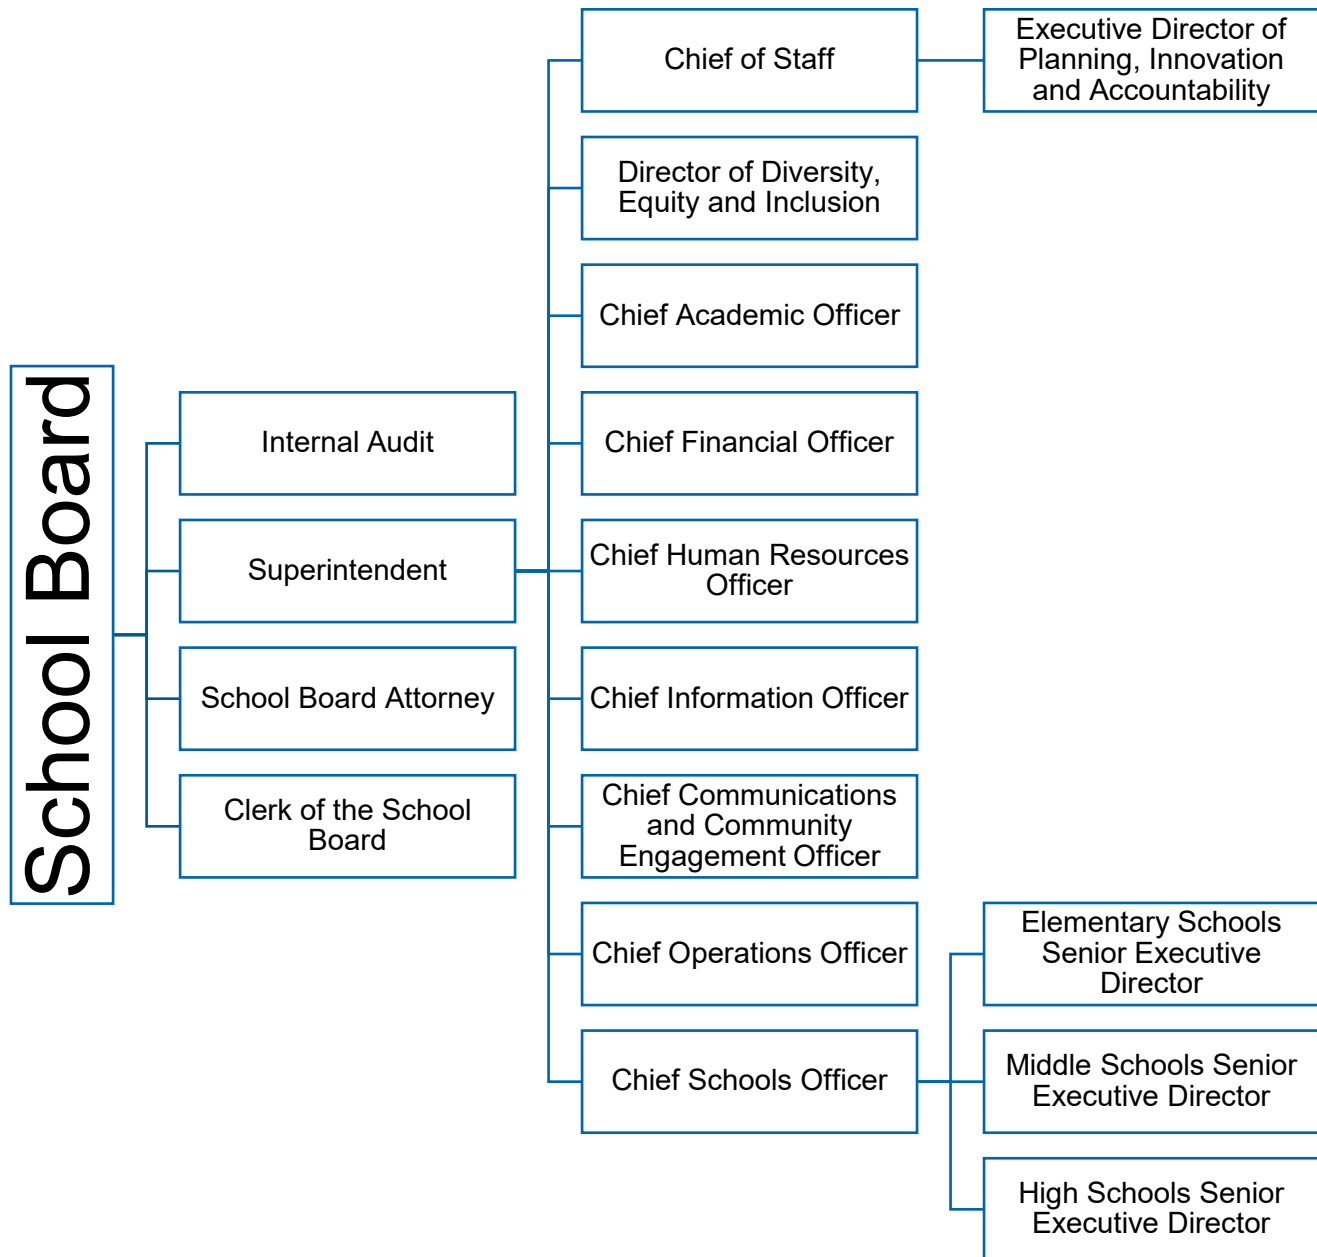 School Board
Internal Audit
Superintendent
School Board Attorney
Clerk of the School
Board
Chief of Staff
Director of Diversity,
Equity and Inclusion
Chief Academic Officer
Chief Financial Officer
Chief Human Resources
Officer
Chief Information Officer
Chief Communications
and Community
Engagement Officer
Chief Operations Officer
Chief Schools Officer
Executive Director of
Planning, Innovation
and Accountability
Elementary Schools
Senior Executive
Director
Middle Schools Senior
Executive Director
High Schools Senior
Executive Director